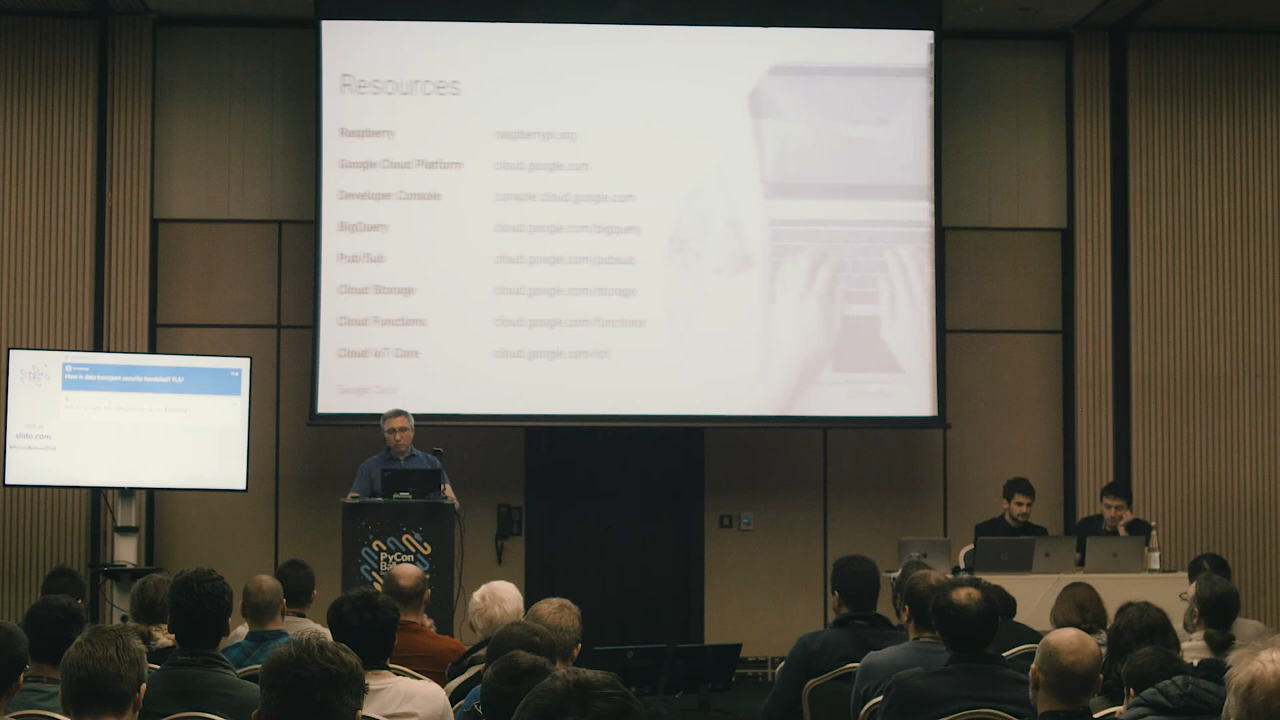 Resources
Raspberry raspberrypi.org
Google Cloud Platform cloud.google.com
Developer Console console.cloud.google.com
BigQuery cloud.google.com/bigquery
Pub/Sub cloud.google.com/pubsub
Cloud Storage cloud.google.com/storage
Cloud Functions cloud.google.com/functions
Cloud IoT Core cloud.google.com/iot
Google Cloud
How is data transport security handled? TLS?
slido.com
PyCon